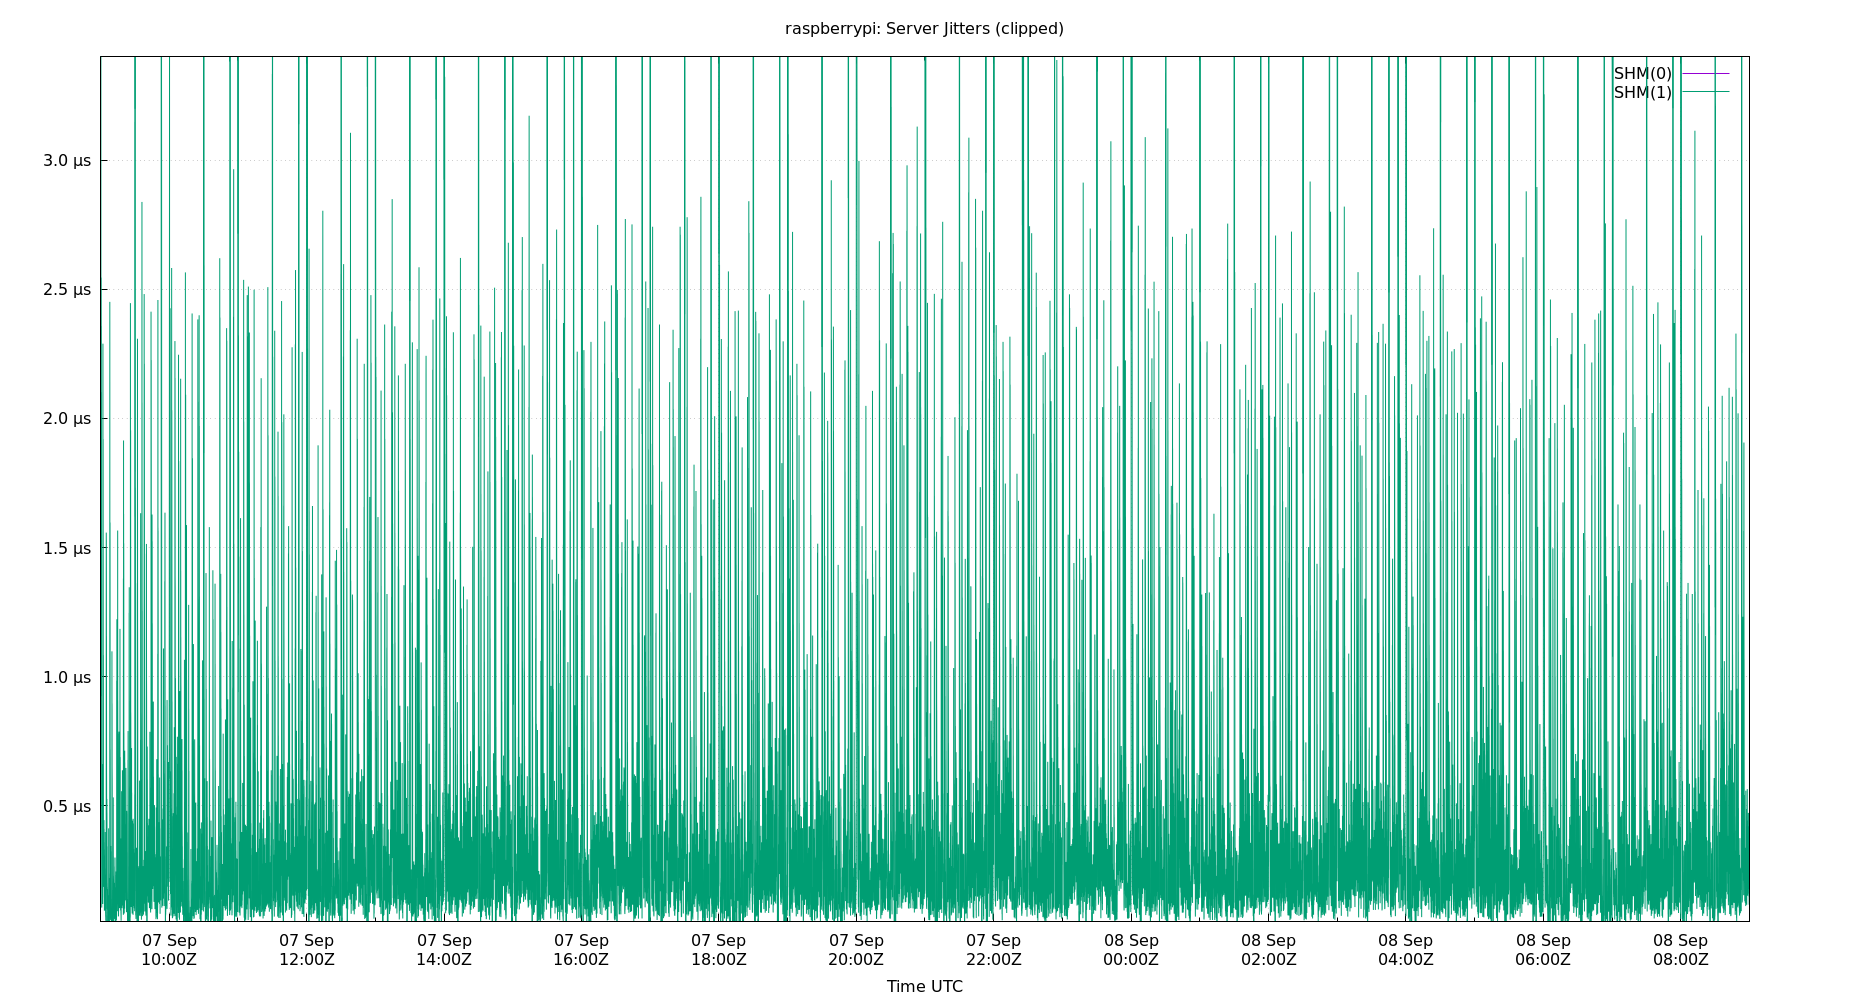 raspberrypi: Server Jitters (clipped)
SHM(0)
SHM(1)
3.0 µs
2.5 µs
2.0 µs
1.5 µs
1.0 µs
0.5 µs
07 Sep 07 Sep 07 Sep 07 Sep 07 Sep 07 Sep 07 Sep 08 Sep 08 Sep 08 Sep 08 Sep 08 Sep
10:00Z 12:00Z 14:00Z 16:00Z 18:00Z 20:00Z 22:00Z 00:00Z 02:00Z 04:00Z 06:00Z 08:00Z
Time UTC